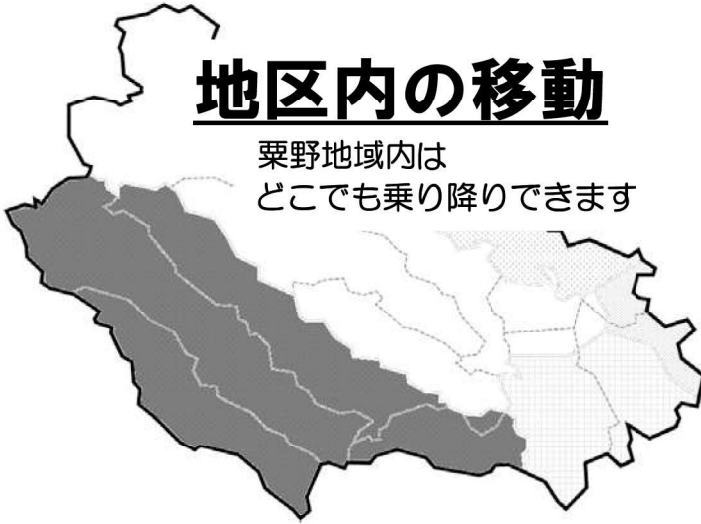 地区内の移動
粟野地域内は
どこでも乗り降りできます